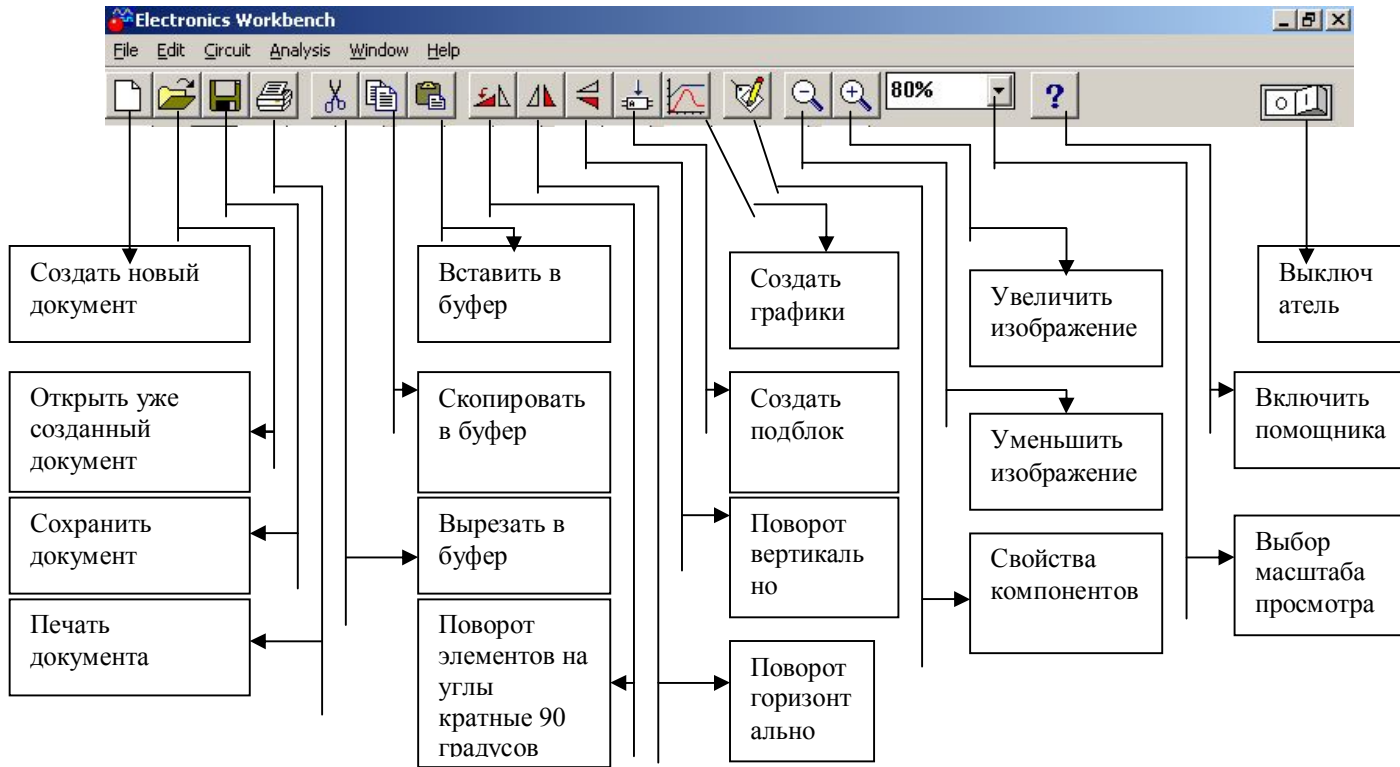 Electronics Workbench
File Edit Circuit Analysis Window Help
80%
?
Создать новый
документ
Вставить в
буфер
Создать
графики
Увеличить
изображение
Выключ
атель
Открыть уже
созданный
документ
Скопировать
в буфер
Создать
подблок
Уменьшить
изображение
Включить
помощника
Сохранить
документ
Вырезать в
буфер
Поворот
вертикаль
но
Свойства
компонентов
Выбор
масштаба
просмотра
Печать
документа
Поворот
элементов на
углы
кратные 90
градусов
Поворот
горизонт
ально